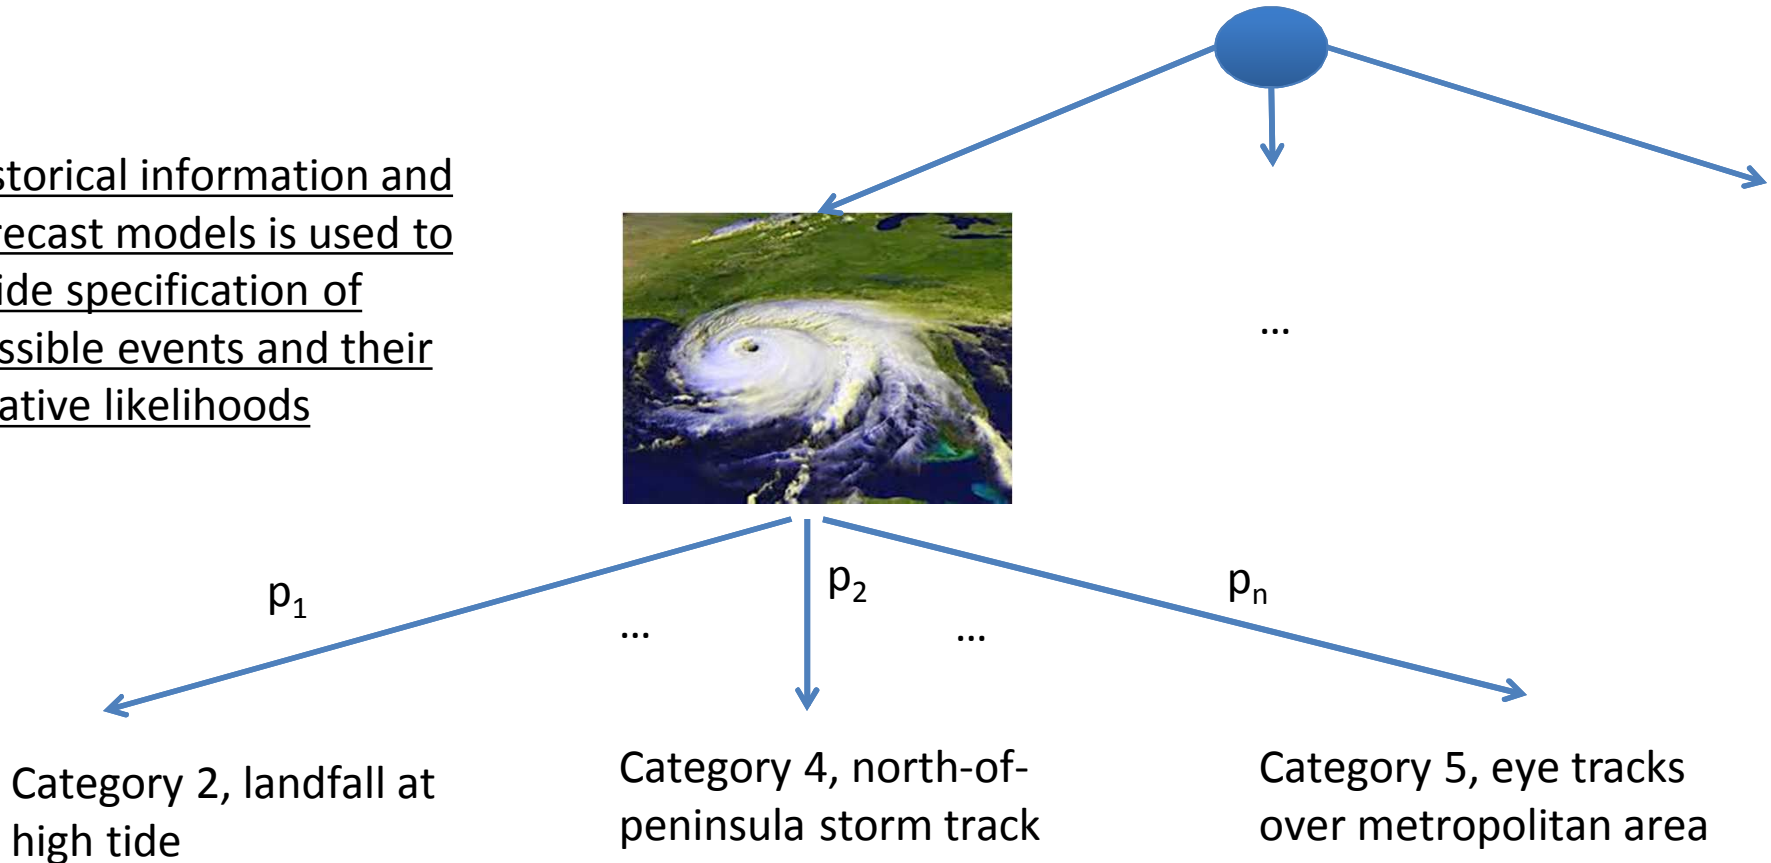 storical information and
recast models is used to
ide specification of
ssible events and their
ative likelihoods
...
p1
p2
pn
...
...
Category 2, landfall at
high tide
Category 4, north-of-
peninsula storm track
Category 5, eye tracks
over metropolitan area